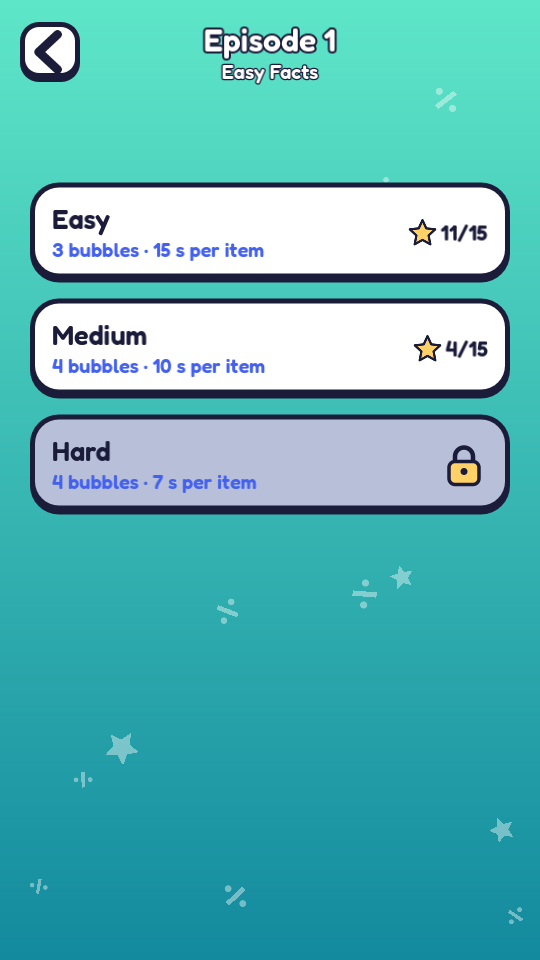 Episode 1
Easy Facts
Easy
3 bubbles · 15 s per item
11/15
Medium
4 bubbles · 10 s per item
4/15
Hard
4 bubbles · 7 s per item